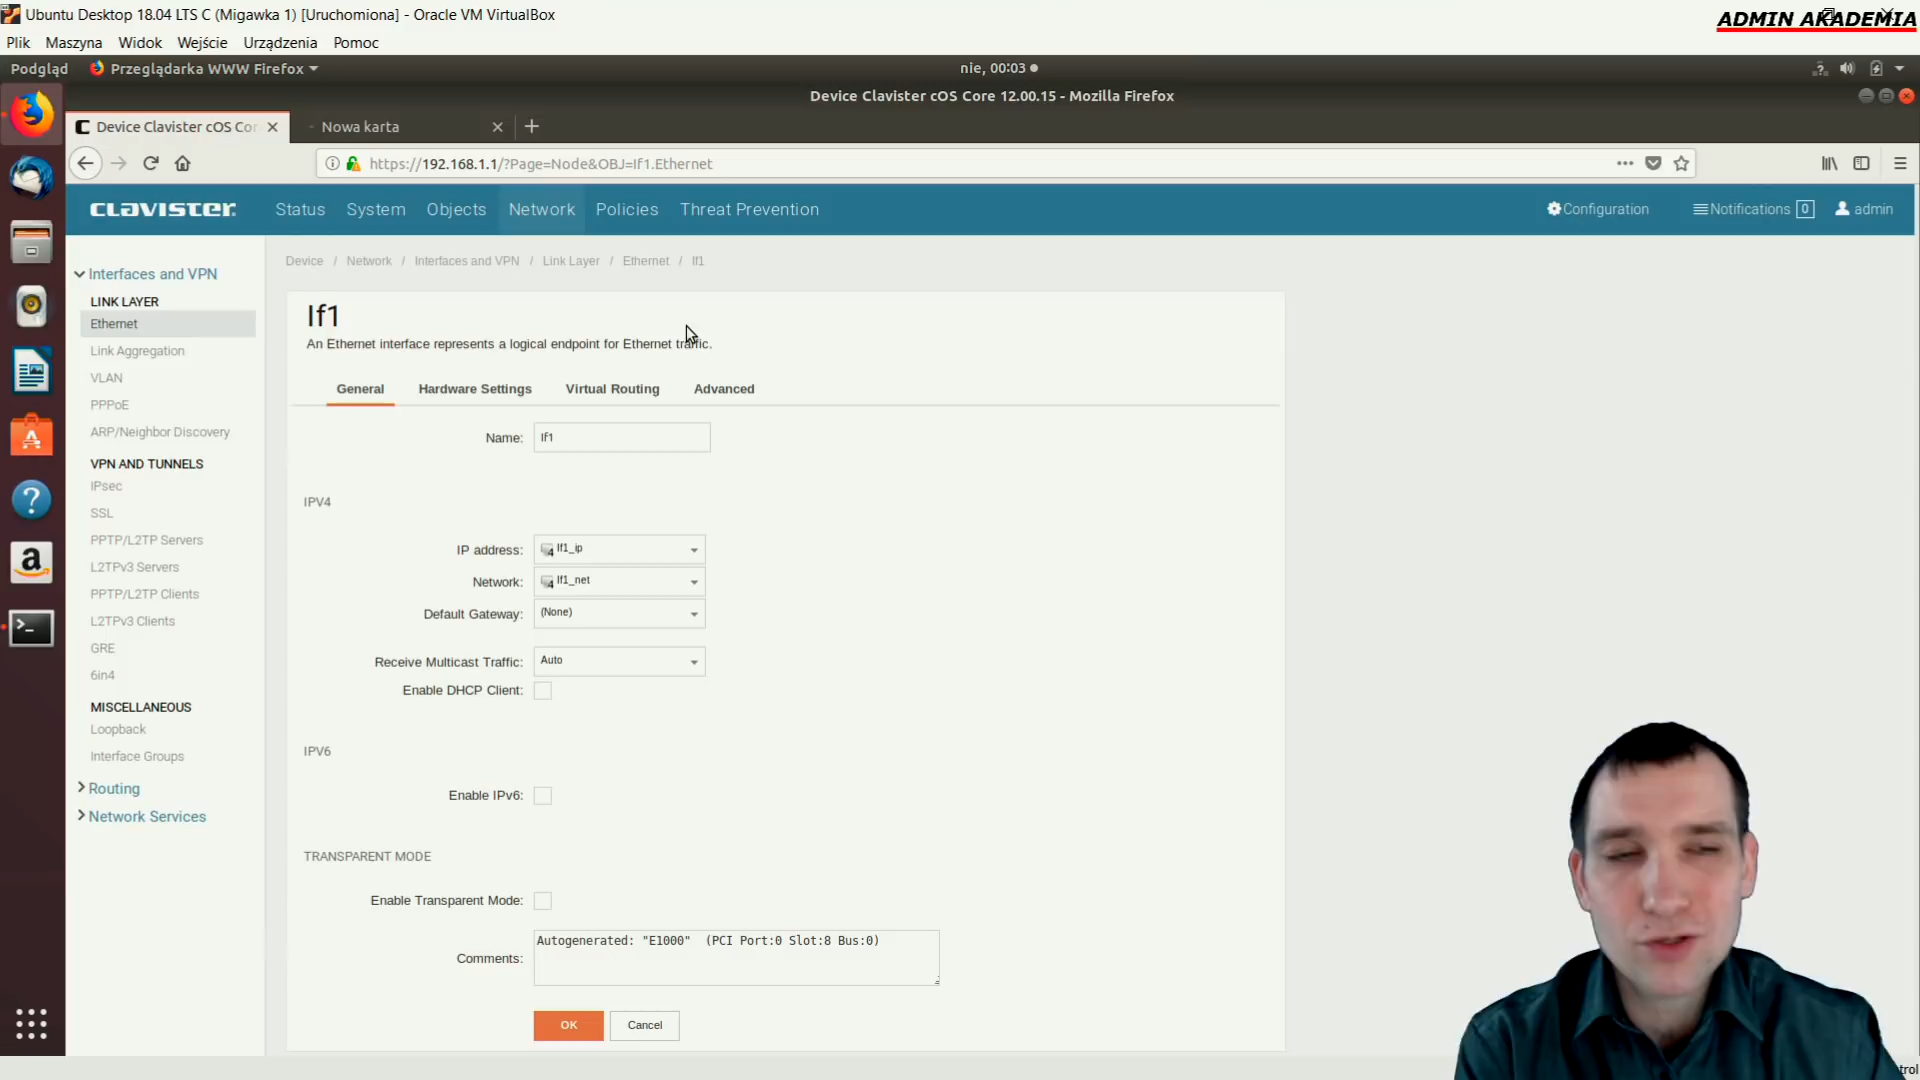 Ubuntu Desktop 18.04 LTS C (Migawka 1) [Uruchomiona] - Oracle VM VirtualBox
ADMIN AKADEMIA
Plik Maszyna Widok Wejście Urządzenia Pomoc
Podgląd Przeglądarka WWW Firefox nie, 00:03
Device Clavister cOS Core 12.00.15 - Mozilla Firefox
Device Clavister cOS Cor Nowa karta
https://192.168.1.1/?Page=Node&OBJ=If1.Ethernet
CLAVISTER Status System Objects Network Policies Threat Prevention Configuration Notifications 0 admin
Device / Network / Interfaces and VPN / Link Layer / Ethernet / If1
Interfaces and VPN
LINK LAYER
Ethernet
Link Aggregation
VLAN
PPPoE
ARP/Neighbor Discovery
VPN AND TUNNELS
IPsec
SSL
PPTP/L2TP Servers
L2TPv3 Servers
PPTP/L2TP Clients
L2TPv3 Clients
GRE
6in4
MISCELLANEOUS
Loopback
Interface Groups
Routing
Network Services
If1
An Ethernet interface represents a logical endpoint for Ethernet traffic.
General Hardware Settings Virtual Routing Advanced
Name: If1
IPV4
IP address: If1_ip
Network: If1_net
Default Gateway: (None)
Receive Multicast Traffic: Auto
Enable DHCP Client:
IPV6
Enable IPv6:
TRANSPARENT MODE
Enable Transparent Mode:
Comments: Autogenerated: "E1000" (PCI Port:0 Slot:8 Bus:0)
OK Cancel